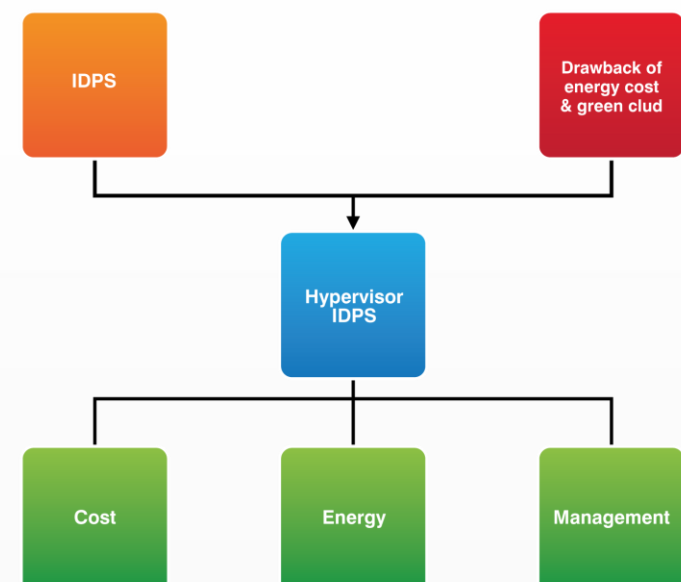 IDPS
Drawback of
energy cost
& green clud
Hypervisor
IDPS
Cost
Energy
Management